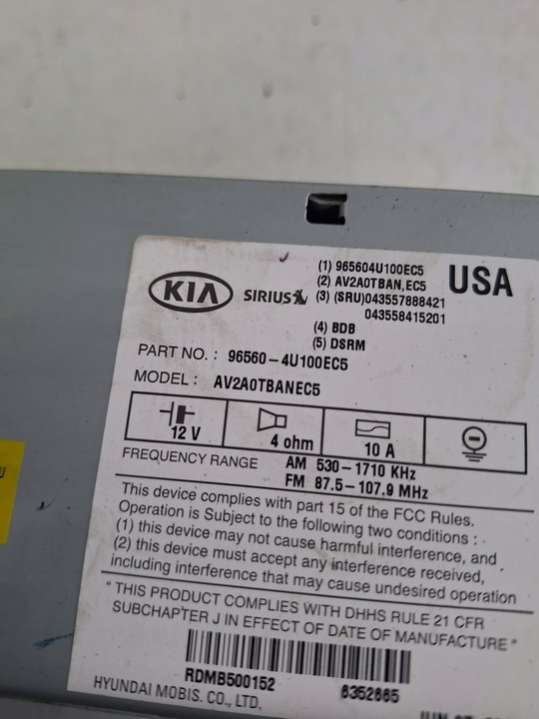 KIA SIRIUS
(1) 965604U100EC5
(2) AV2A0TBAN,EC5
(3) (SRU)043557888421
043558415201
(4) BDB
(5) DSRM
USA
PART NO. : 96560-4U100EC5
MODEL : AV2A0TBANEC5
12 V 4 ohm 10 A
FREQUENCY RANGE AM 530-1710 KHz
FM 87.5-107.9 MHz
This device complies with part 15 of the FCC Rules.
Operation is Subject to the following two conditions :
(1) this device may not cause harmful interference, and
(2) this device must accept any interference received,
including interference that may cause undesired operation
" THIS PRODUCT COMPLIES WITH DHHS RULE 21 CFR
SUBCHAPTER J IN EFFECT OF DATE OF MANUFACTURE "
RDMB500152 6352665
HYUNDAI MOBIS. CO., LTD.